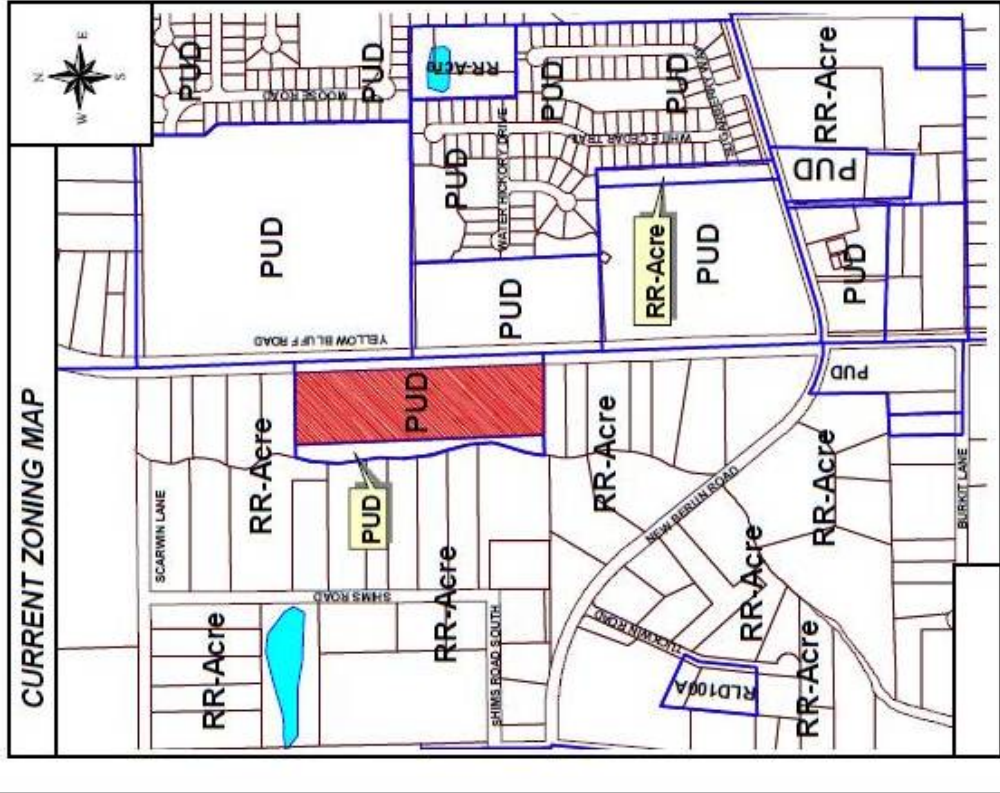 CURRENT ZONING MAP
N
E
S
W
PUD
PUD
MOOSE ROAD
RR-Acre
PUD
PUD
WHITE CEDAR TRAIL
PUD
WATER HICKORY DRIVE
RR-Acre
PUD
PUD
YELLOW BLUFF ROAD
PUD
RR-Acre
PUD
PUD
PUD
PUD
PUD
RR-Acre
RR-Acre
SCARWIN LANE
SHIMS ROAD
RR-Acre
RR-Acre
SHIMS ROAD SOUTH
NEW BERLIN ROAD
RR-Acre
RR-Acre
RR-Acre
TUCK WIN ROAD
RLD100A
BURKIT LANE